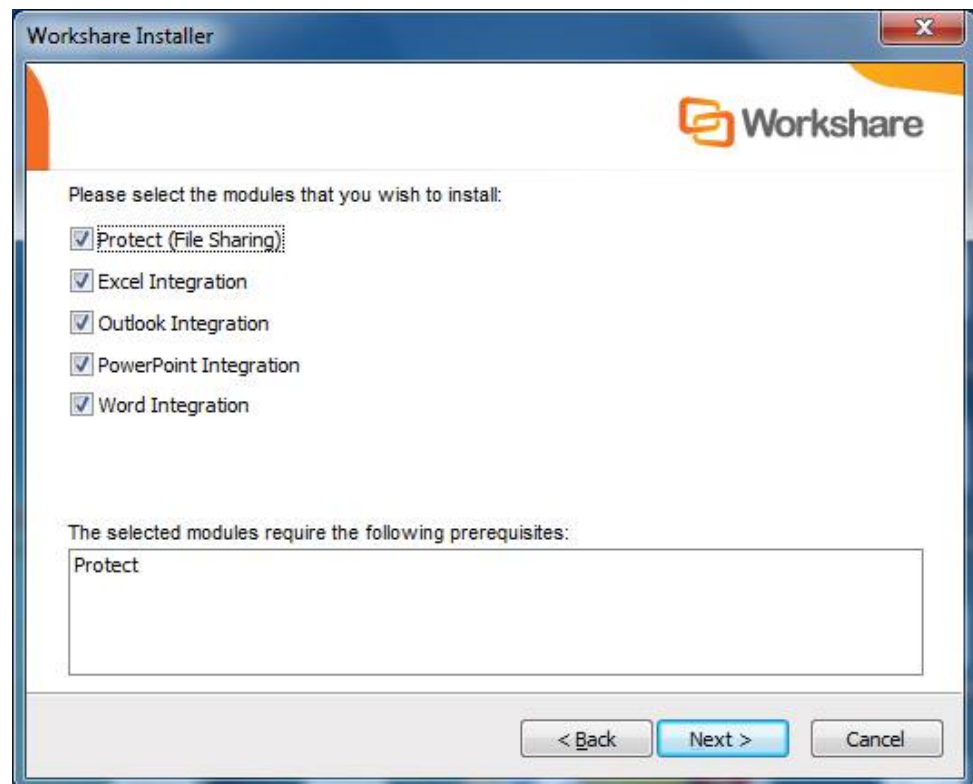 Workshare Installer
Workshare
Please select the modules that you wish to install:
Protect (File Sharing)
Excel Integration
Outlook Integration
PowerPoint Integration
Word Integration
The selected modules require the following prerequisites:
Protect
< Back Next > Cancel